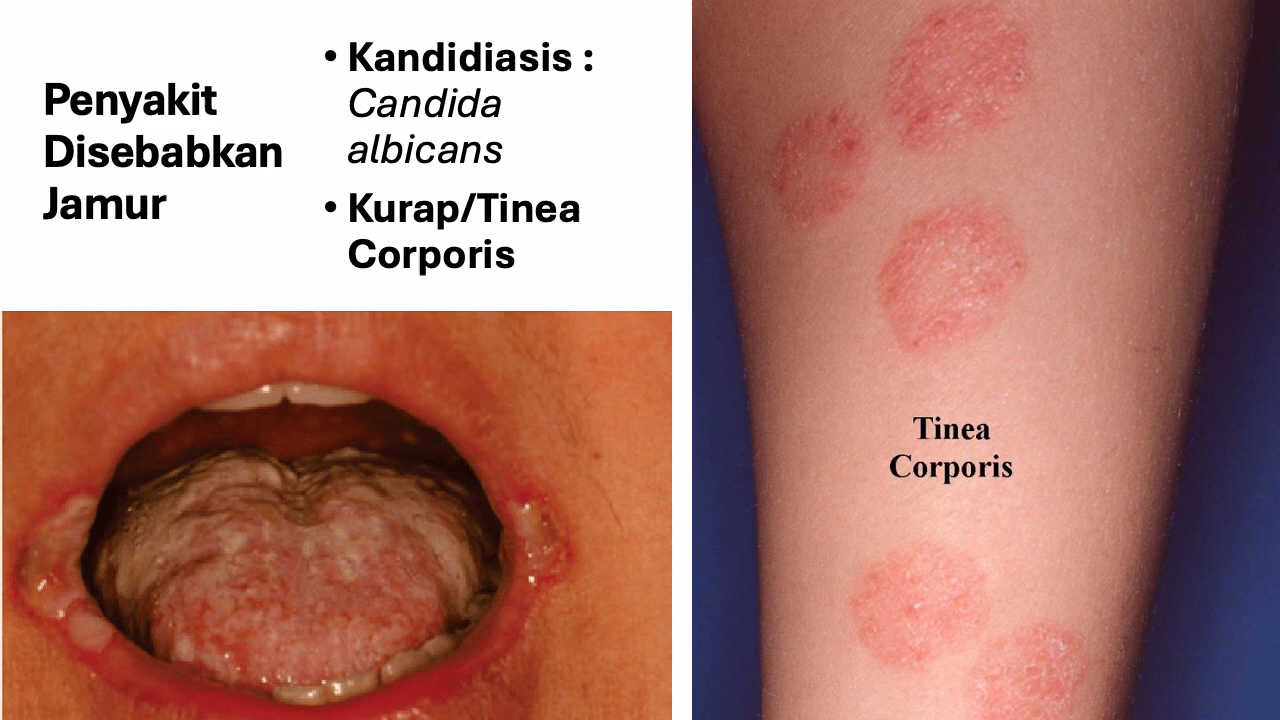 Penyakit
Disebabkan
Jamur
• Kandidiasis :
Candida
albicans
• Kurap/Tinea
Corporis
Tinea
Corporis